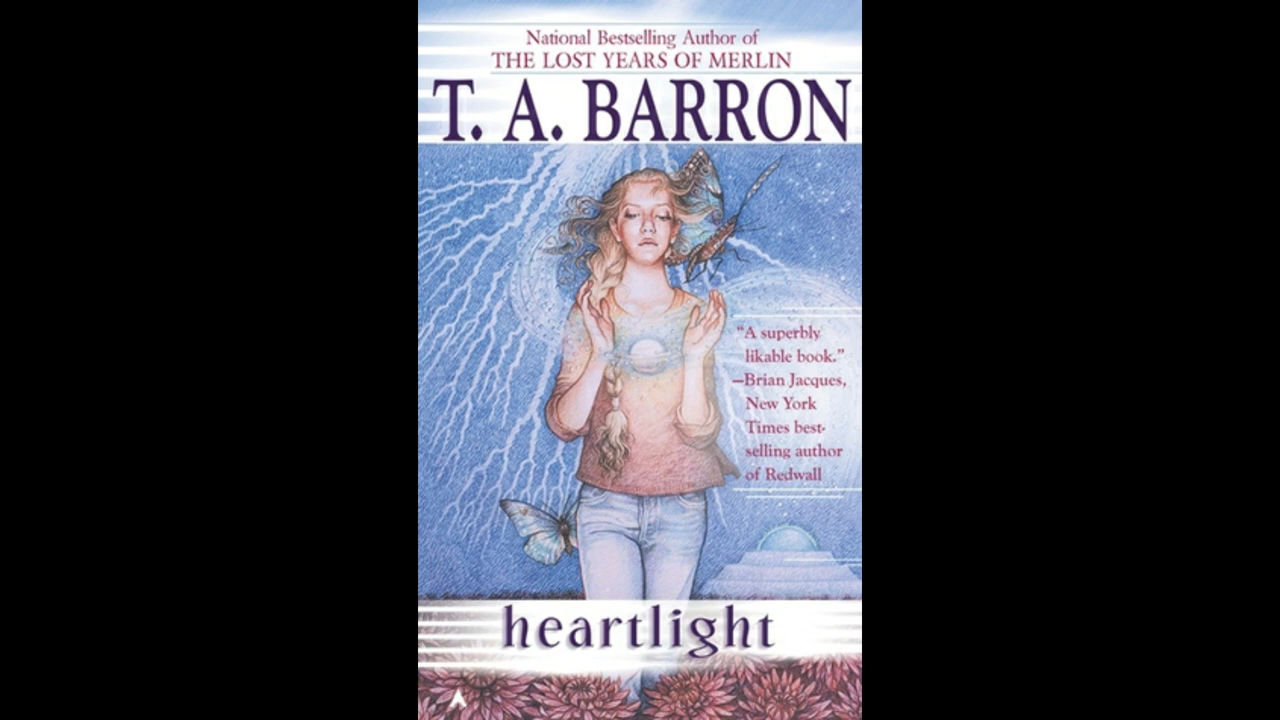 National Bestselling Author of
THE LOST YEARS OF MERLIN
T. A. BARRON
“A superbly
likable book.”
—Brian Jacques,
New York
Times best-
selling author
of Redwall
heartlight